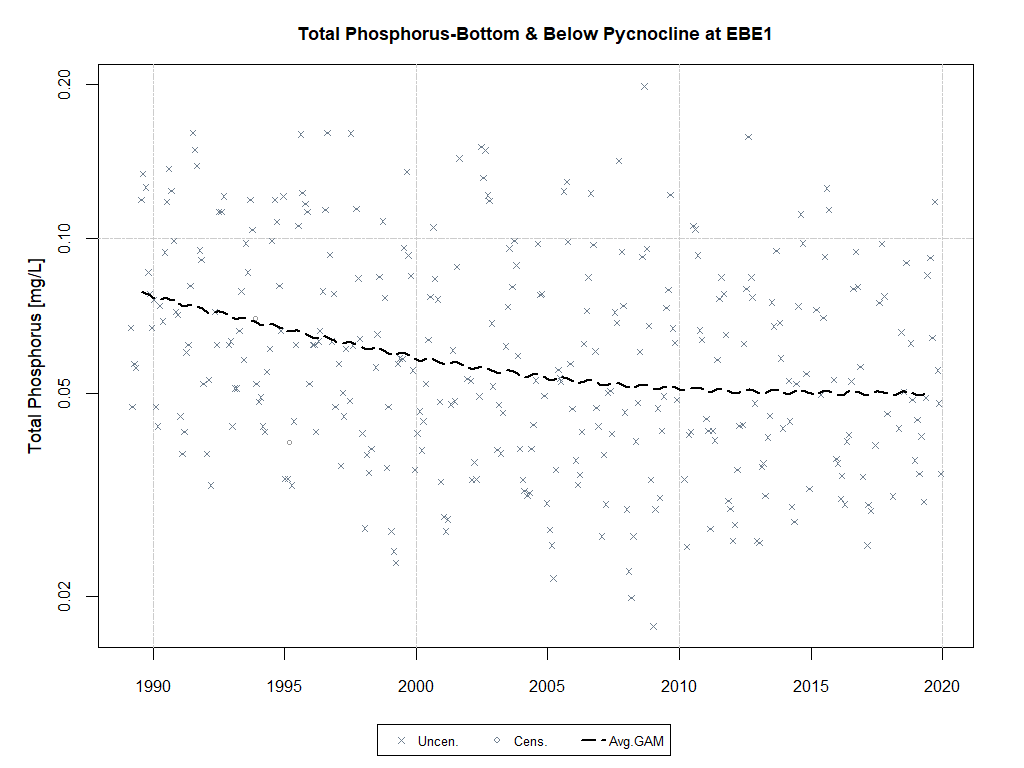 Total Phosphorus-Bottom & Below Pycnocline at EBE1
Total Phosphorus [mg/L]
0.20
0.10
0.05
0.02
1990 1995 2000 2005 2010 2015 2020
Uncen. Cens. Avg.GAM